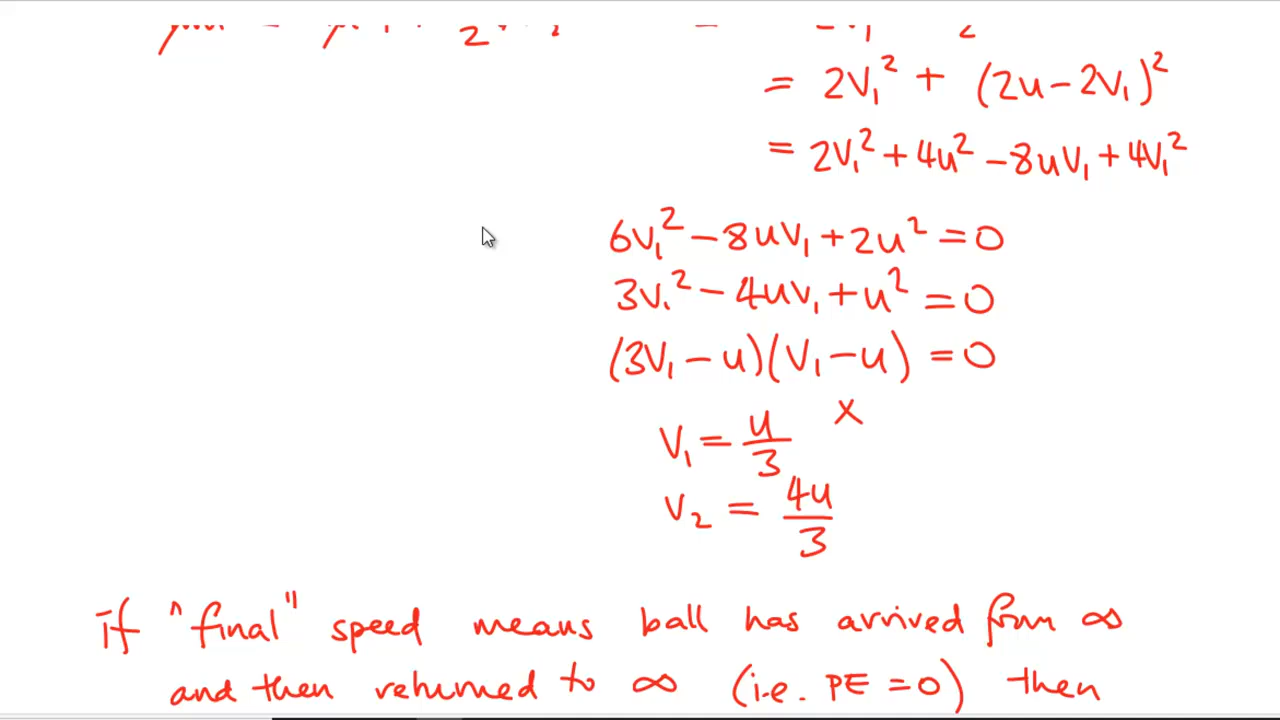 = 2V₁² + (2u − 2V₁)²
= 2V₁² + 4u² − 8uV₁ + 4V₁²
6V₁² − 8uV₁ + 2u² = 0
3V₁² − 4uV₁ + u² = 0
(3V₁ − u)(V₁ − u) = 0
V₁ = u/3 ×
V₂ = 4u/3
if "final" speed means ball has arrived from ∞
and then returned to ∞ (i.e. PE = 0) then